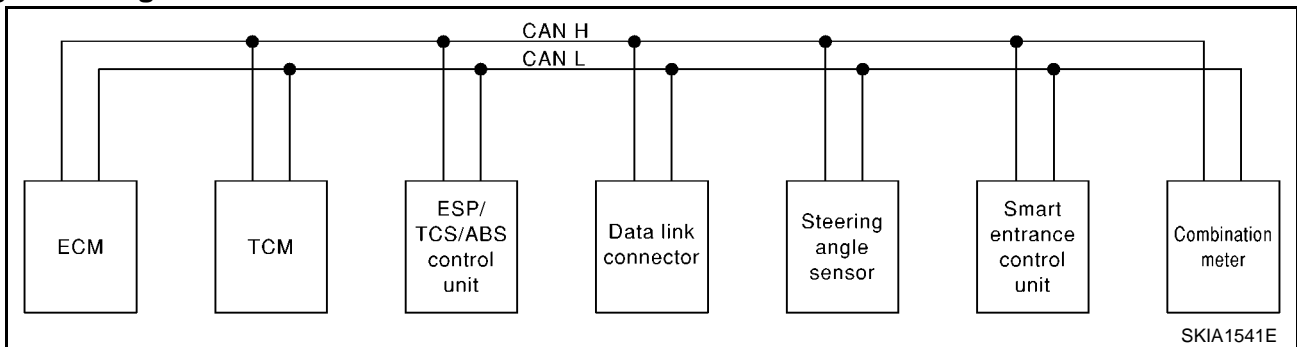 CAN H
CAN L
ECM
TCM
ESP/
TCS/ABS
control
unit
Data link
connector
Steering
angle
sensor
Smart
entrance
control
unit
Combination
meter
SKIA1541E